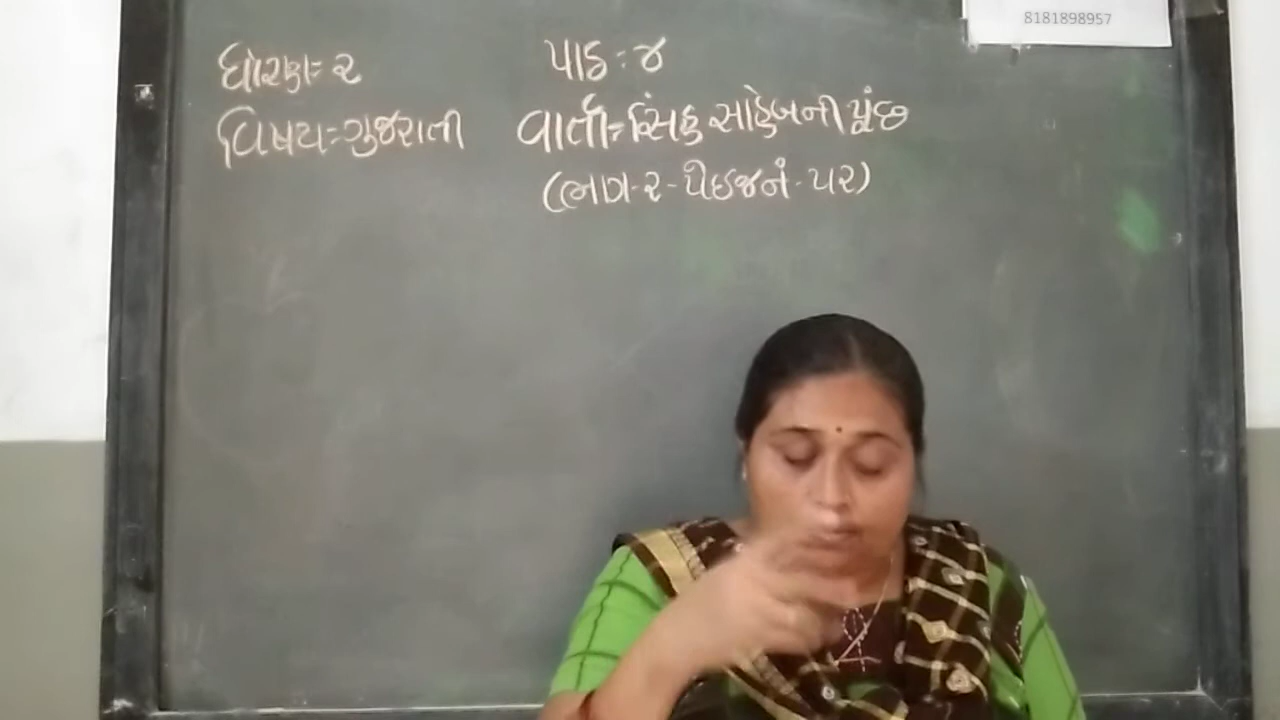 8181898957
ધોરણ:- ૨
પાઠ : ૪
વિષય:- ગુજરાતી
વાર્તા:- સિંહ સાહેબની પૂંછ
(ભાગ-૨-પેઇજનં-૫૨)